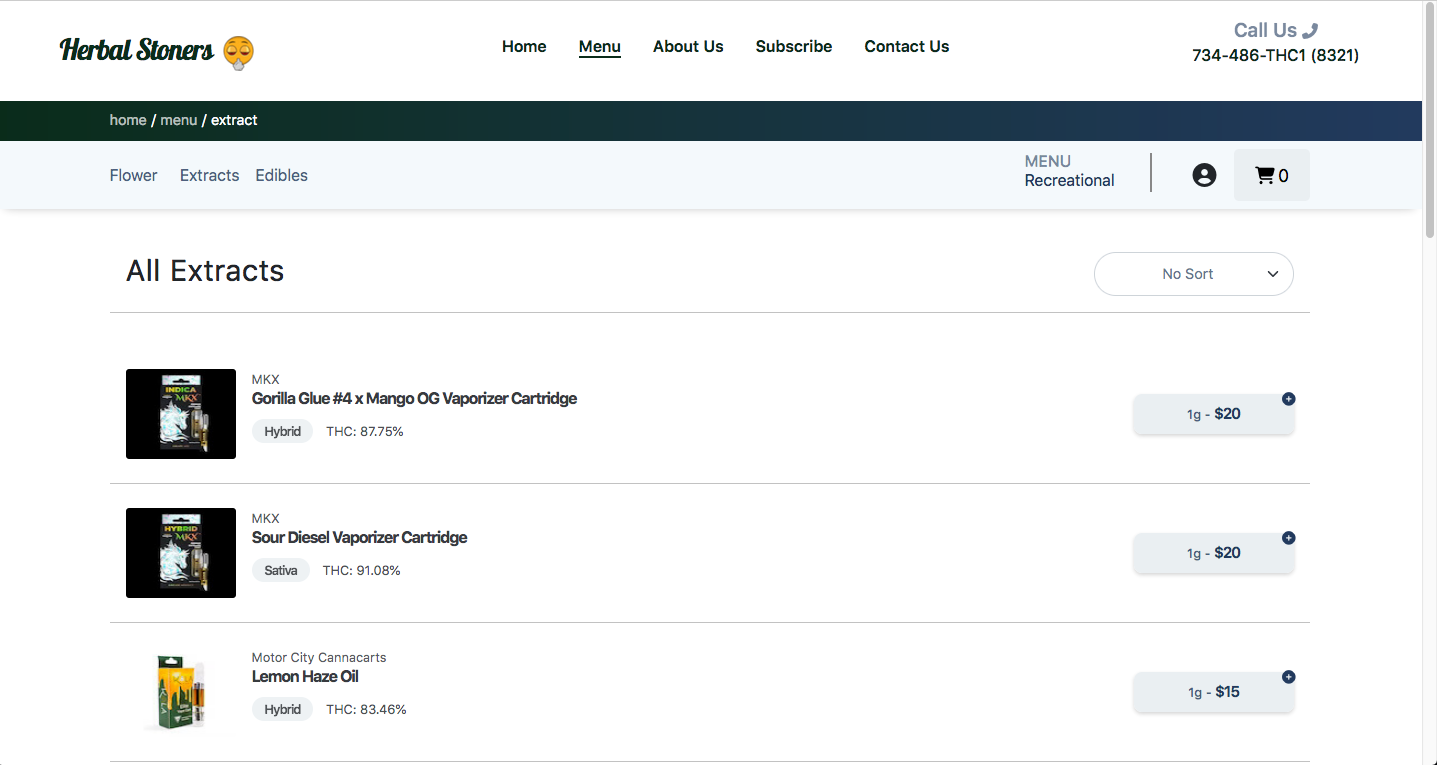 Herbal Stoners
Home Menu About Us Subscribe Contact Us
Call Us
734-486-THC1 (8321)
home / menu / extract
Flower Extracts Edibles
MENU
Recreational
0
All Extracts
No Sort
INDICA
MKX
MKX
Gorilla Glue #4 x Mango OG Vaporizer Cartridge
Hybrid THC: 87.75%
1g - $20
HYBRID
MKX
MKX
Sour Diesel Vaporizer Cartridge
Sativa THC: 91.08%
1g - $20
Motor City Cannacarts
Lemon Haze Oil
Hybrid THC: 83.46%
1g - $15